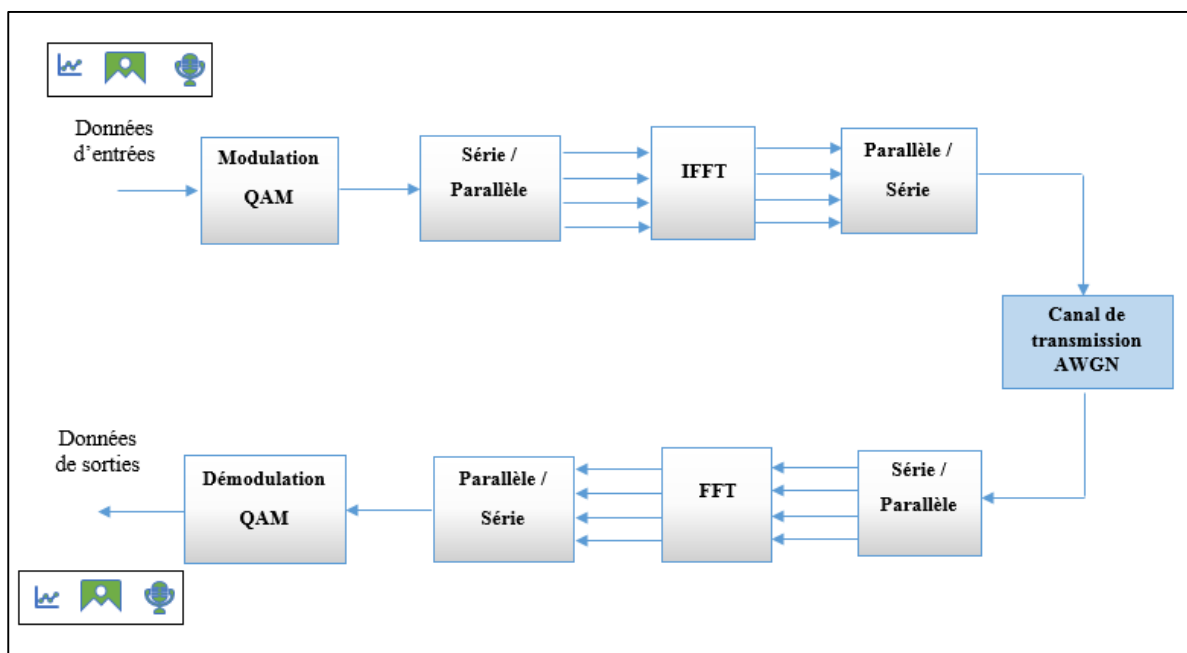 Données
d'entrées
Modulation
QAM
Série /
Parallèle
IFFT
Parallèle /
Série
Canal de
transmission
AWGN
Données
de sorties
Démodulation
QAM
Parallèle /
Série
FFT
Série /
Parallèle